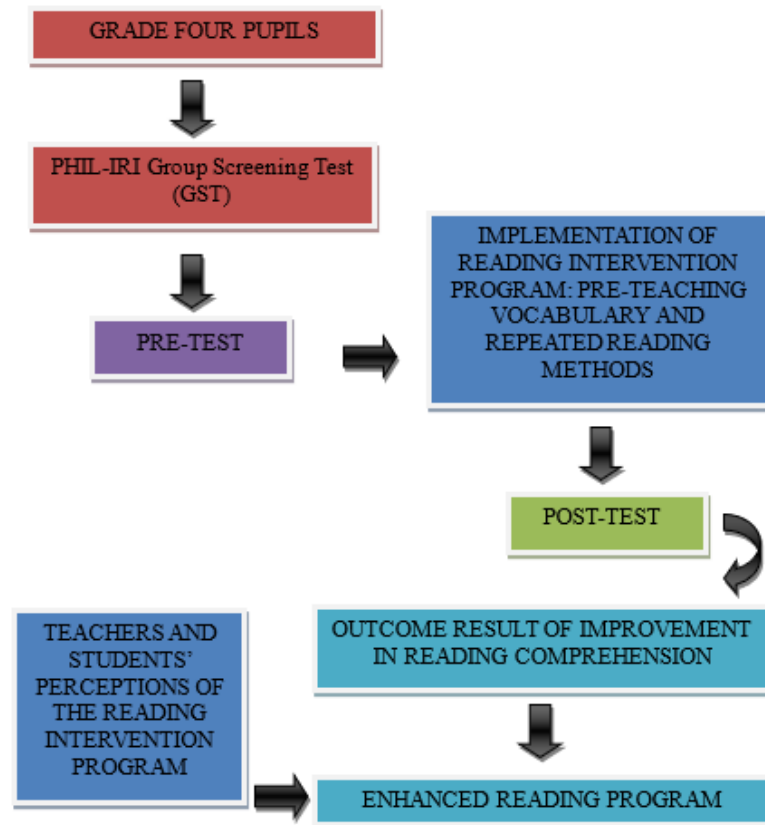 GRADE FOUR PUPILS
PHIL-IRI Group Screening Test
(GST)
PRE-TEST
IMPLEMENTATION OF
READING INTERVENTION
PROGRAM: PRE-TEACHING
VOCABULARY AND
REPEATED READING
METHODS
POST-TEST
OUTCOME RESULT OF IMPROVEMENT
IN READING COMPREHENSION
TEACHERS AND
STUDENTS’
PERCEPTIONS OF
THE READING
INTERVENTION
PROGRAM
ENHANCED READING PROGRAM